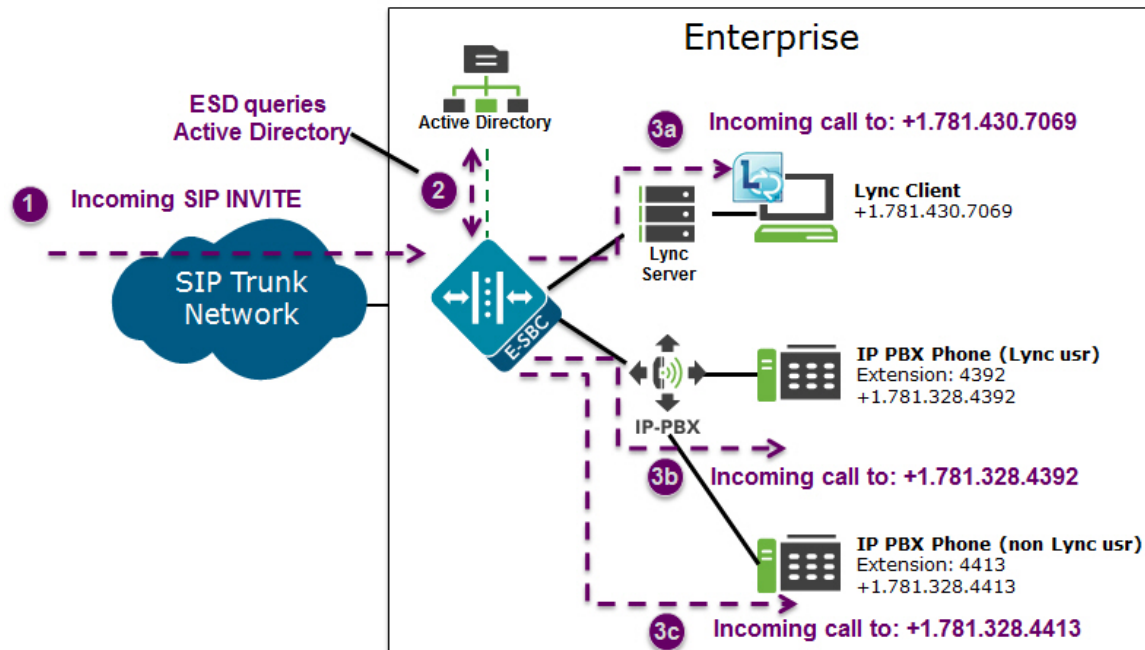 Enterprise
ESD queries
Active Directory
Active Directory
1
Incoming SIP INVITE
2
SIP Trunk
Network
E-SBC
3a
Incoming call to: +1.781.430.7069
L
Lync Client
+1.781.430.7069
Lync
Server
IP PBX Phone (Lync usr)
Extension: 4392
+1.781.328.4392
IP-PBX
3b
Incoming call to: +1.781.328.4392
IP PBX Phone (non Lync usr)
Extension: 4413
+1.781.328.4413
3c
Incoming call to: +1.781.328.4413